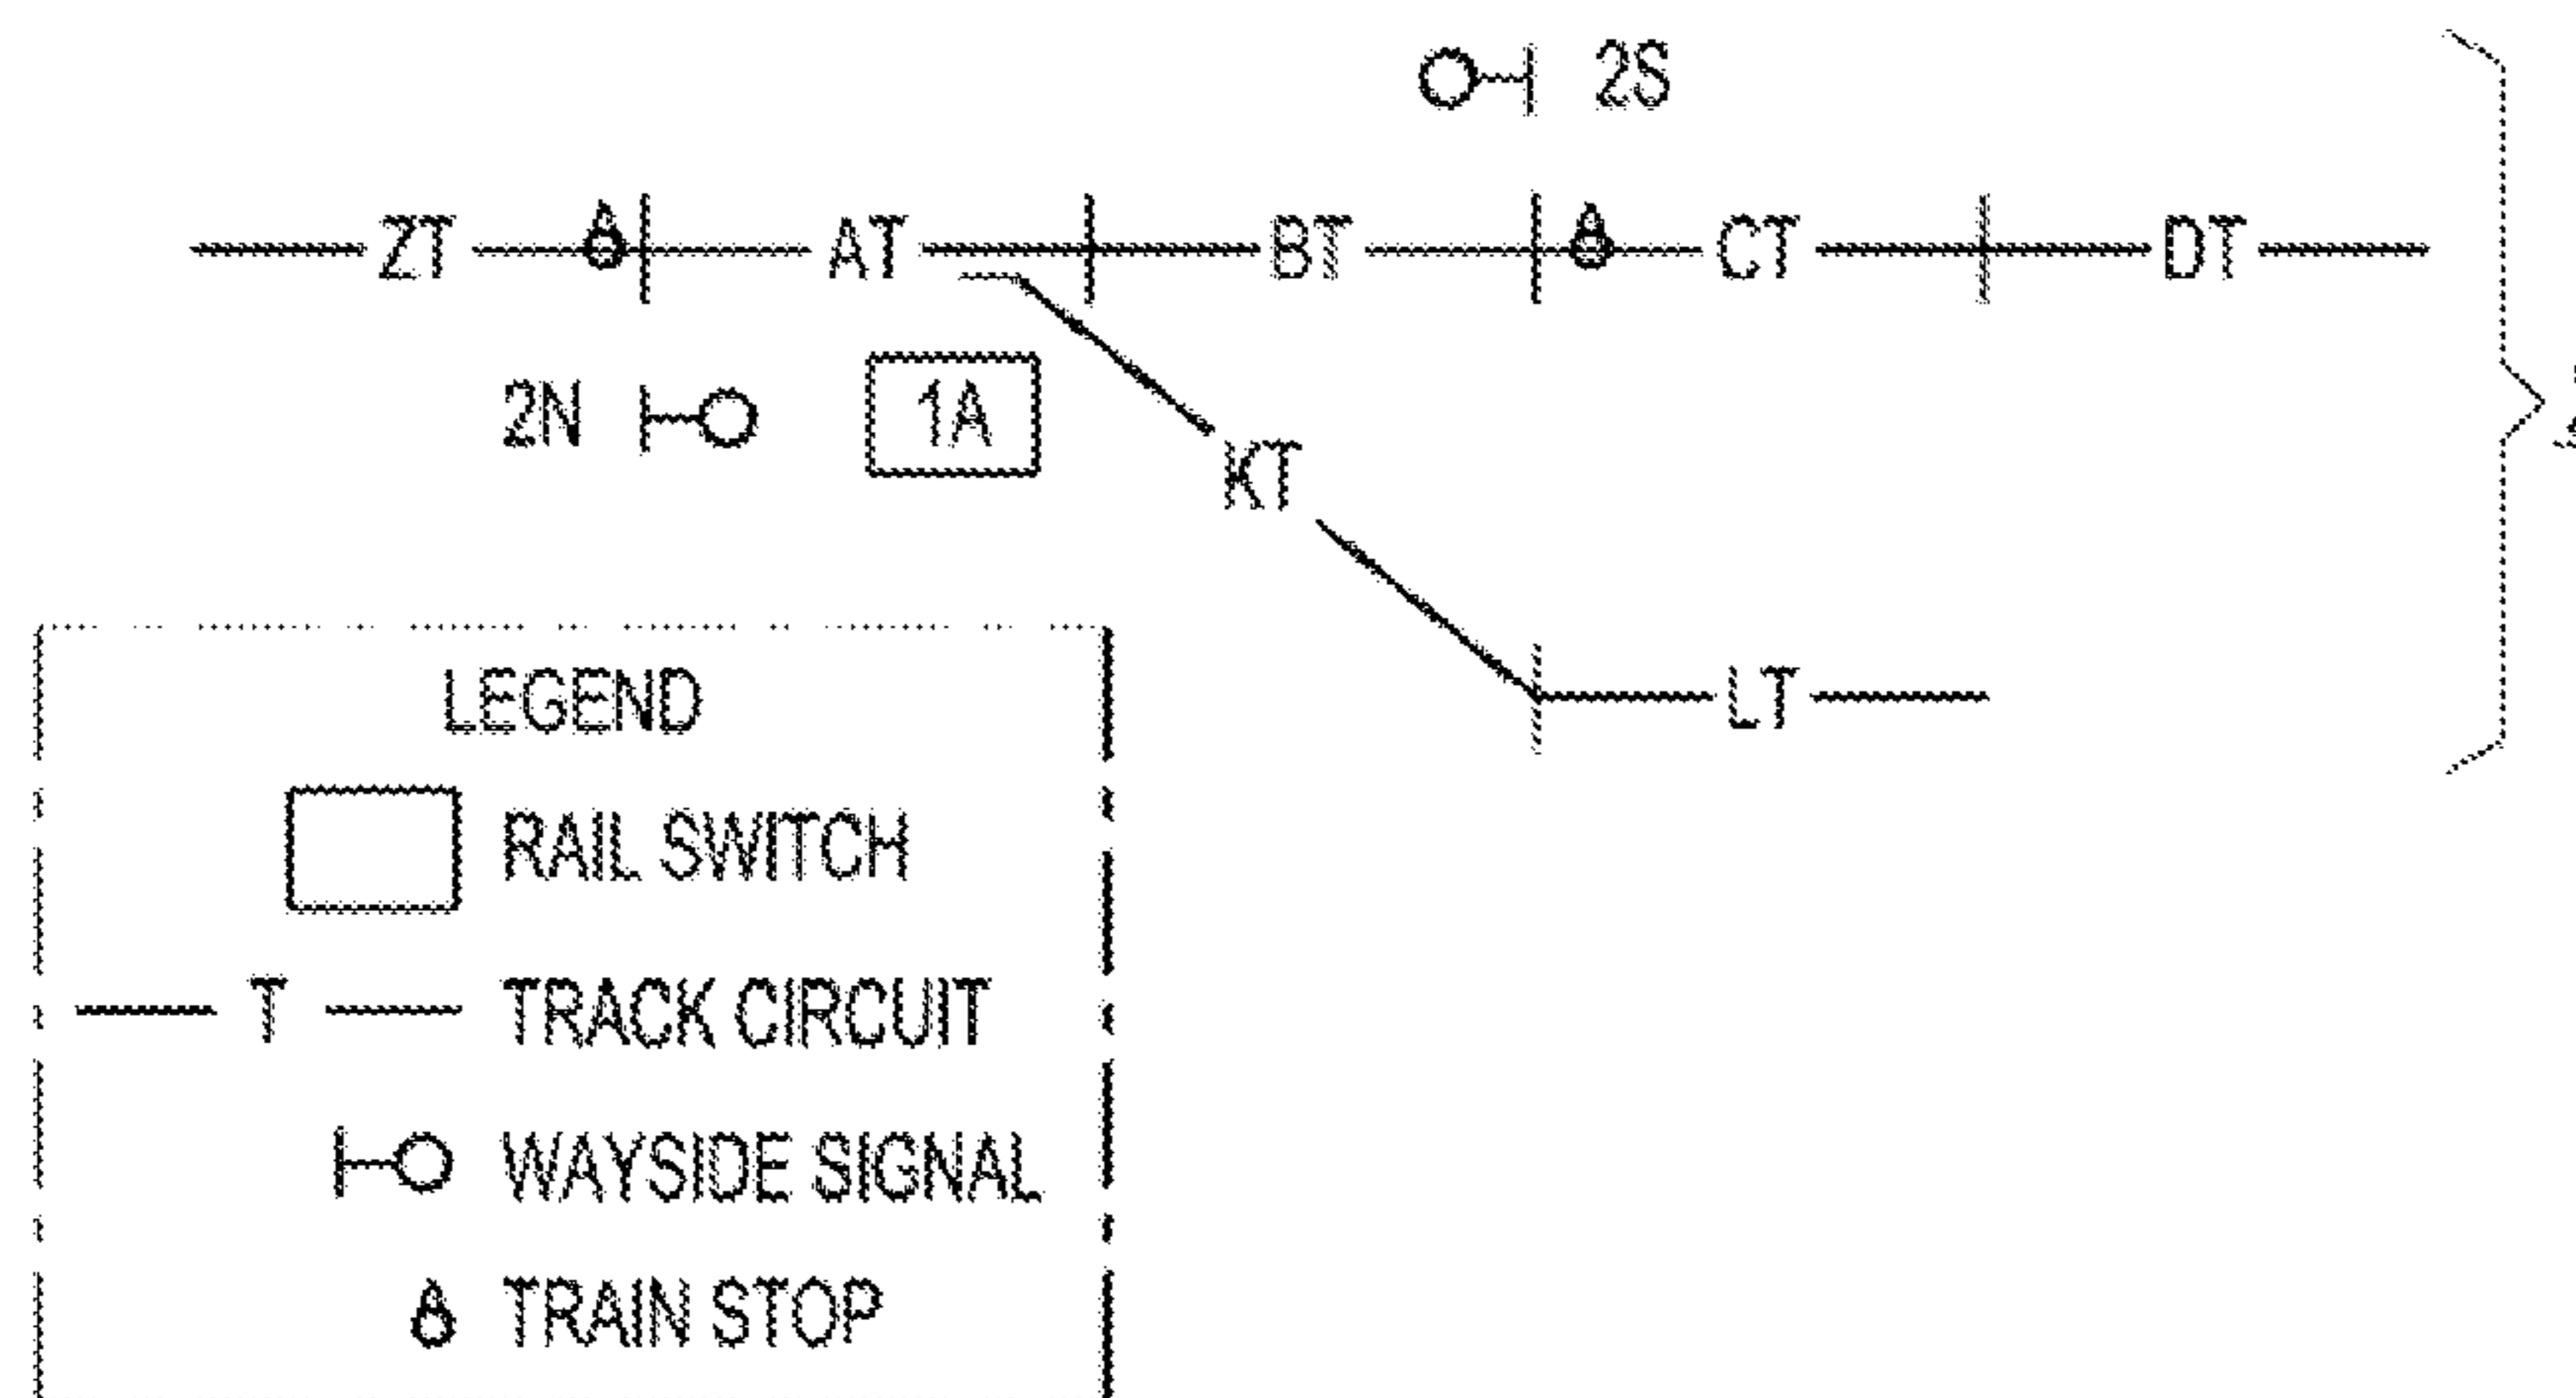 2S
ZT AT BT CT DT
2N 1A
KT
LT
LEGEND
RAIL SWITCH
T TRACK CIRCUIT
WAYSIDE SIGNAL
TRAIN STOP